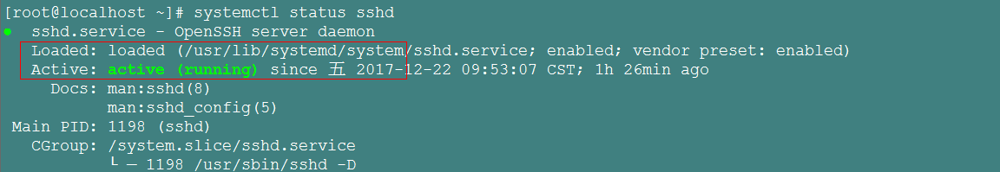 [root@localhost ~]# systemctl status sshd
● sshd.service - OpenSSH server daemon
Loaded: loaded (/usr/lib/systemd/system/sshd.service; enabled; vendor preset: enabled)
Active: active (running) since 五 2017-12-22 09:53:07 CST; 1h 26min ago
Docs: man:sshd(8)
man:sshd_config(5)
Main PID: 1198 (sshd)
CGroup: /system.slice/sshd.service
└─ 1198 /usr/sbin/sshd -D